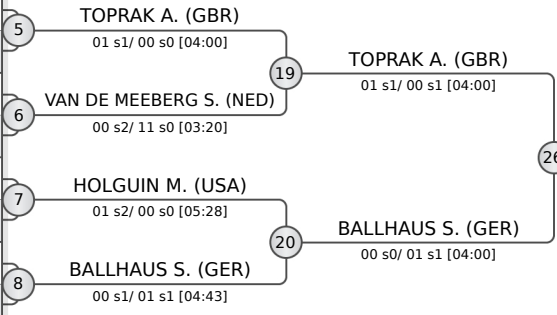 TOPRAK A. (GBR)
5
01 s1/ 00 s0 [04:00]
19
TOPRAK A. (GBR)
01 s1/ 00 s1 [04:00]
VAN DE MEEBERG S. (NED)
6
00 s2/ 11 s0 [03:20]
26
HOLGUIN M. (USA)
7
01 s2/ 00 s0 [05:28]
20
BALLHAUS S. (GER)
00 s0/ 01 s1 [04:00]
BALLHAUS S. (GER)
8
00 s1/ 01 s1 [04:43]